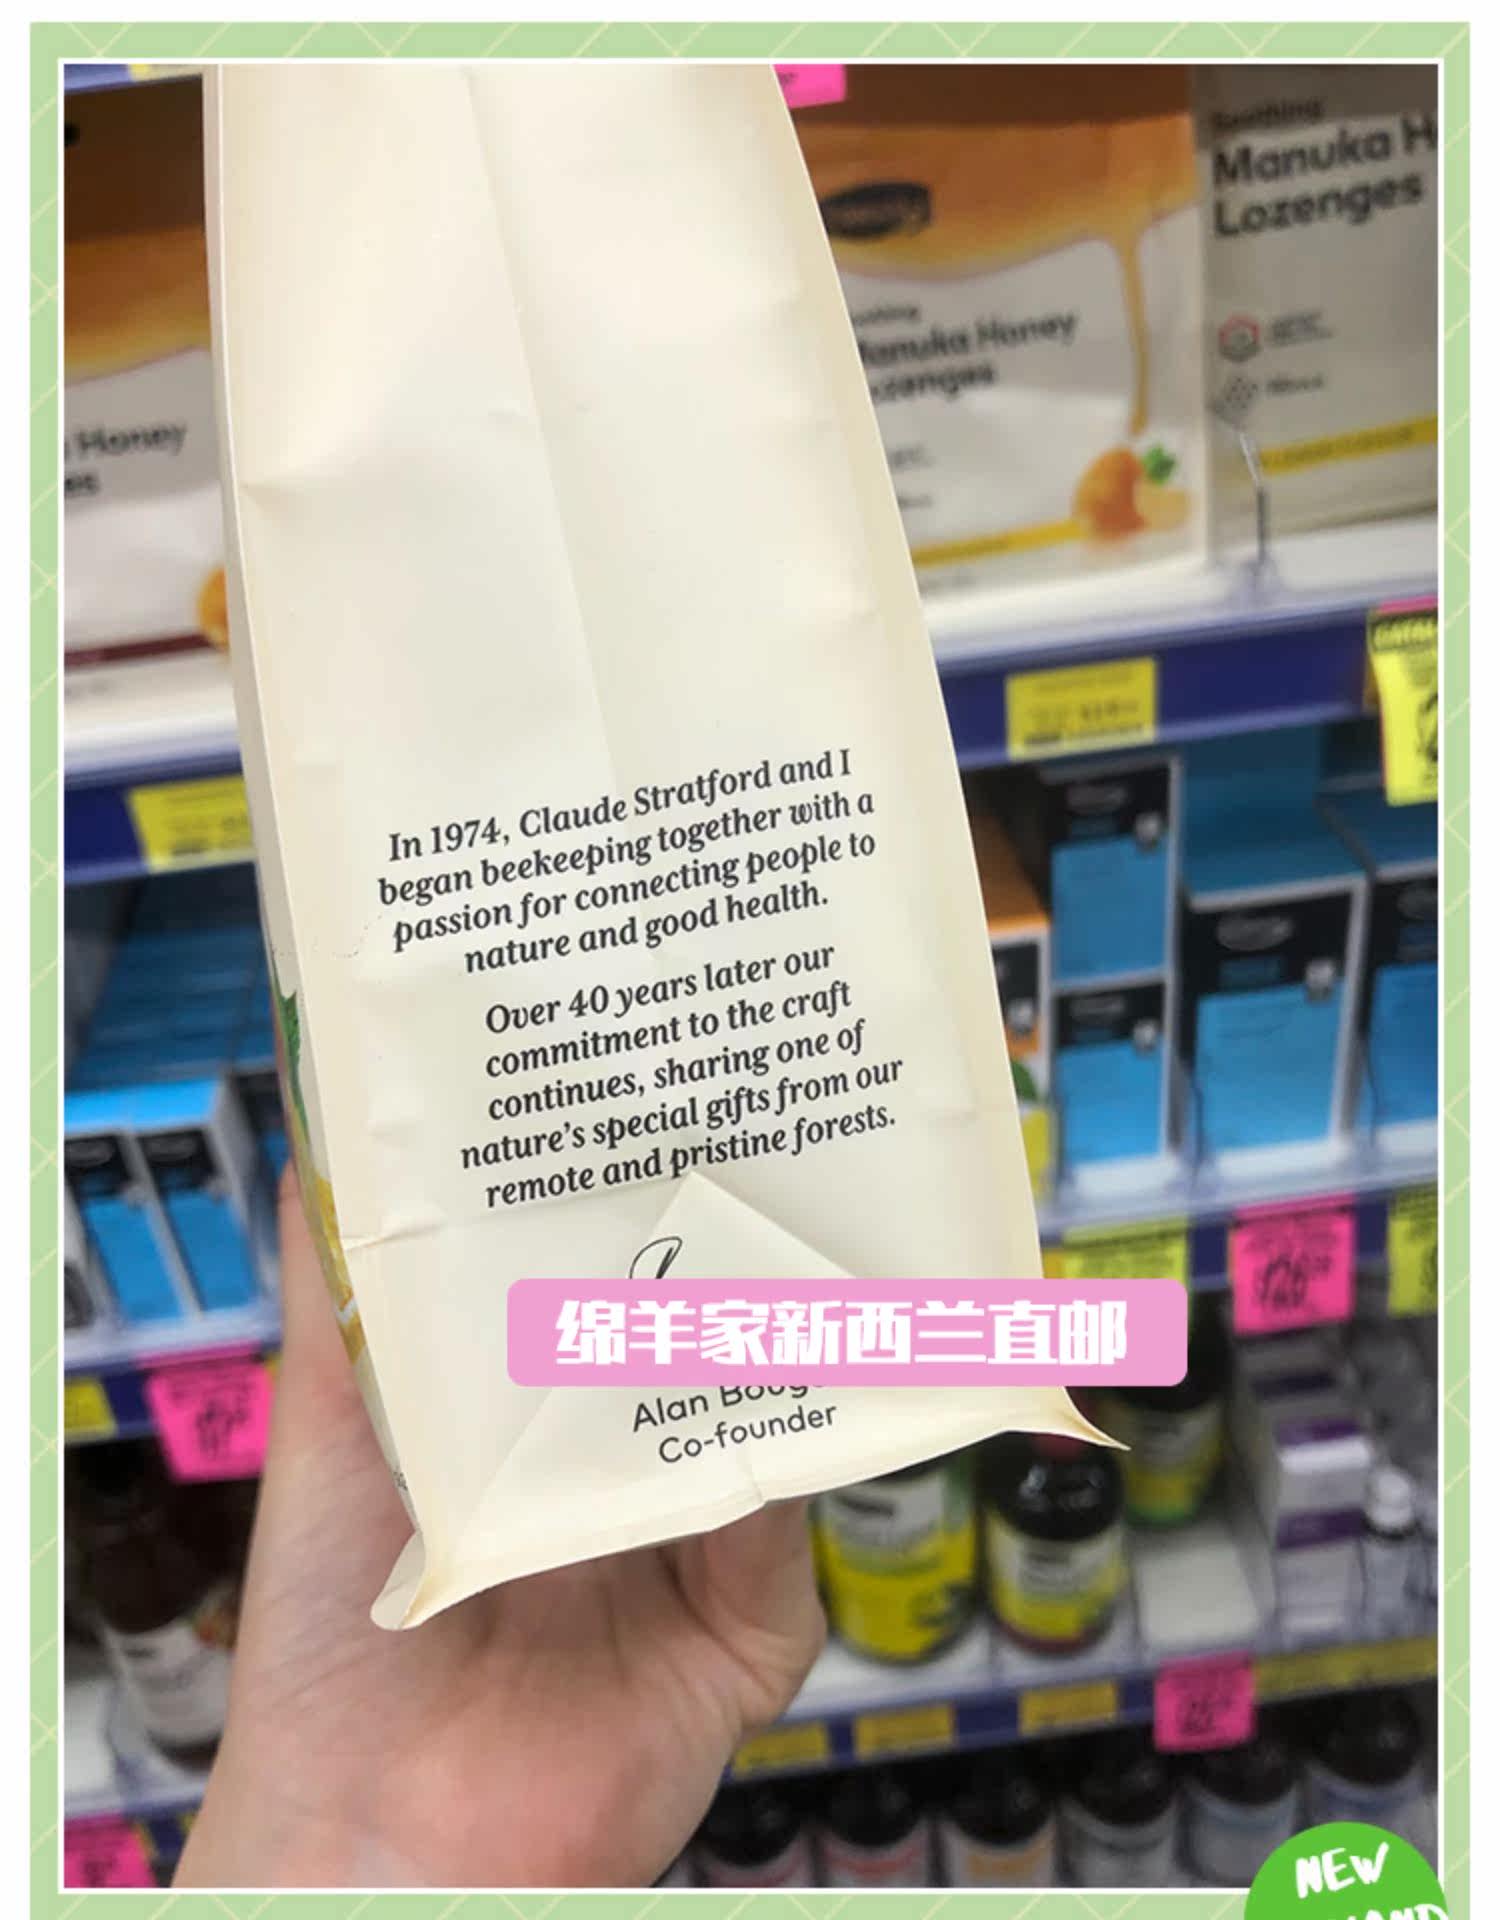 Manuka
Lozenges
Manuka Honey
Honey
In 1974, Claude Stratford and I
began beekeeping together with a
passion for connecting people to
nature and good health.
Over 40 years later our
commitment to the craft
continues, sharing one of
nature's special gifts from our
remote and pristine forests.
绵羊家新西兰直邮
Alan
Co-founder
NEW